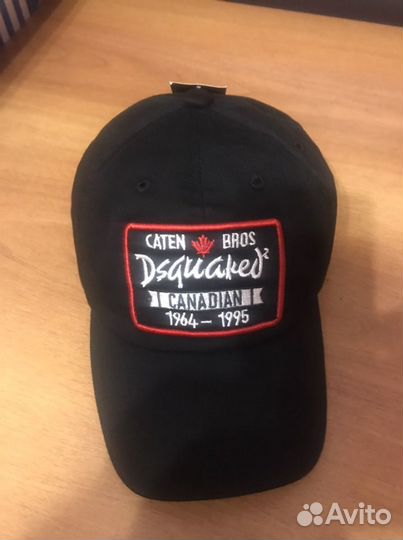 CATEN BROS
Dsquared²
CANADIAN
1964 - 1995
Avito